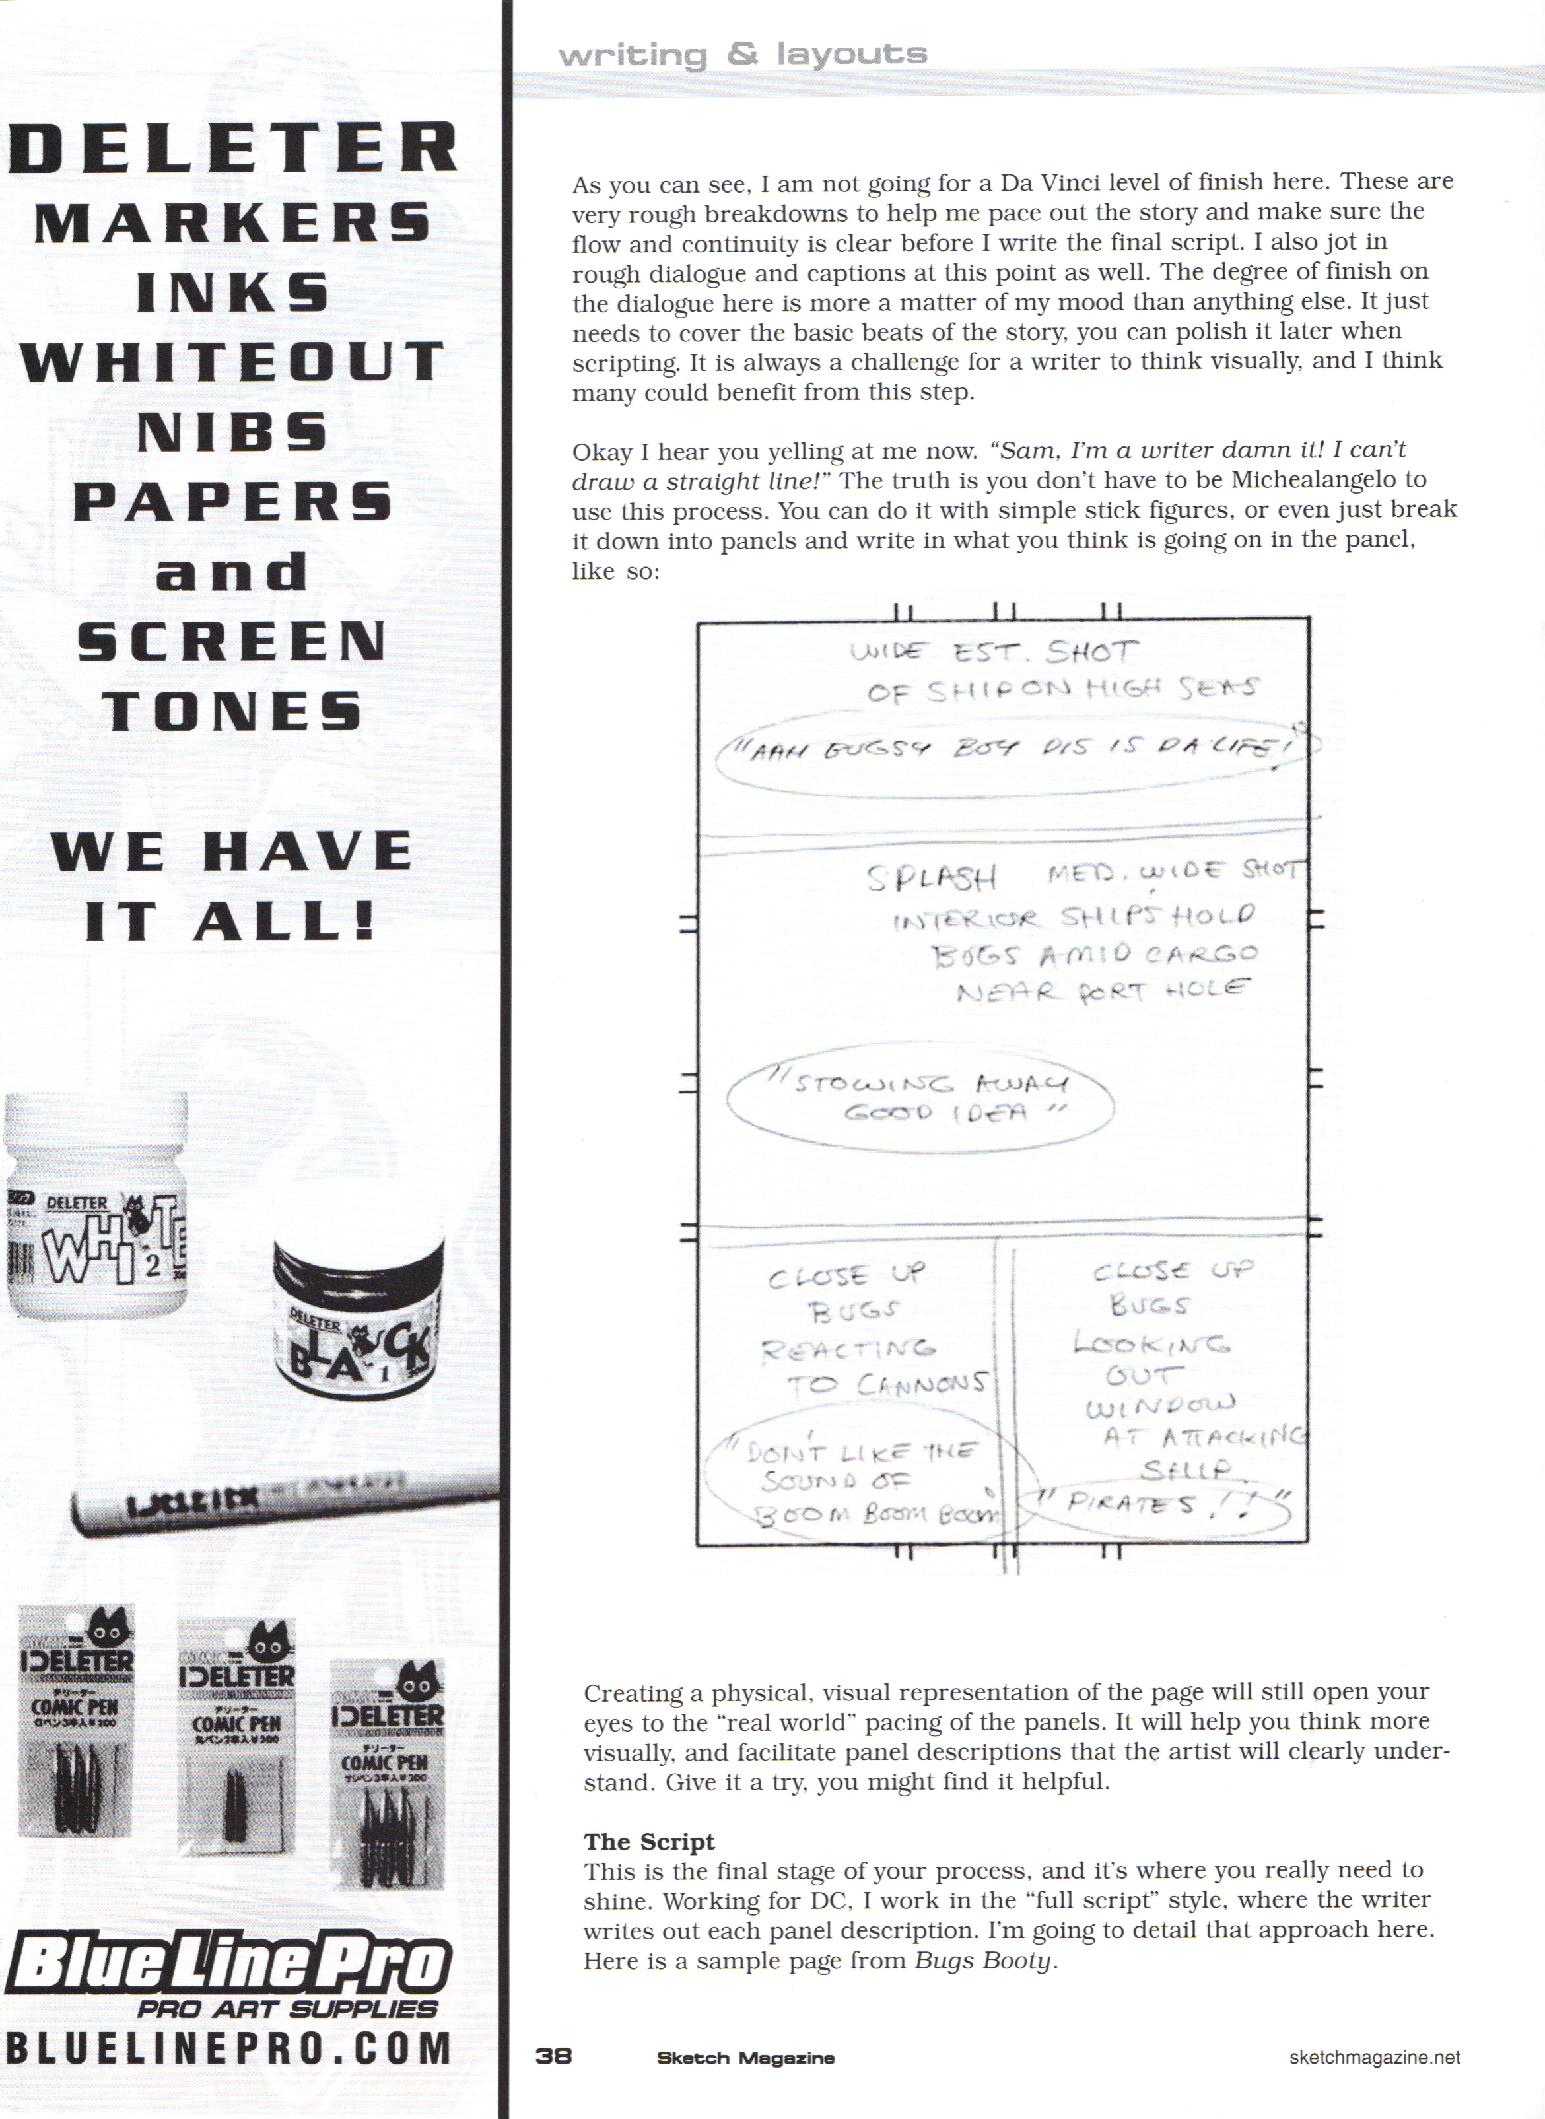 DELETER
MARKERS
INKS
WHITEOUT
NIBS
PAPERS
and
SCREEN
TONES
WE HAVE
IT ALL!
DELETER
WHITE
2
DELETER
BLACK
1
DELETER
COMIC PEN
DELETER
COMIC PEN
DELETER
COMIC PEN
BlueLinePro
PRO ART SUPPLIES
BLUELINEPRO.COM
writing & layouts
As you can see, I am not going for a Da Vinci level of finish here. These are
very rough breakdowns to help me pace out the story and make sure the
flow and continuity is clear before I write the final script. I also jot in
rough dialogue and captions at this point as well. The degree of finish on
the dialogue here is more a matter of my mood than anything else. It just
needs to cover the basic beats of the story, you can polish it later when
scripting. It is always a challenge for a writer to think visually, and I think
many could benefit from this step.
Okay I hear you yelling at me now. “Sam, I'm a writer damn it! I can't
draw a straight line!” The truth is you don't have to be Michealangelo to
use this process. You can do it with simple stick figures, or even just break
it down into panels and write in what you think is going on in the panel,
like so:
WIDE EST. SHOT
OF SHIP ON HIGH SEAS
"AAH BUGSY BOY DIS IS DA LIFE!"
SPLASH MED. WIDE SHOT
INTERIOR SHIP'S HOLD
BUGS AMID CARGO
NEAR PORT HOLE
"STOWING AWAY
GOOD IDEA"
CLOSE UP
BUGS
REACTING
TO CANNONS
"DON'T LIKE THE
SOUND OF
BOOM BOOM BOOM"
CLOSE UP
BUGS
LOOKING
OUT
WINDOW
AT ATTACKING
SHIP.
"PIRATES!!"
Creating a physical, visual representation of the page will still open your
eyes to the “real world” pacing of the panels. It will help you think more
visually, and facilitate panel descriptions that the artist will clearly under-
stand. Give it a try, you might find it helpful.
The Script
This is the final stage of your process, and it's where you really need to
shine. Working for DC, I work in the “full script” style, where the writer
writes out each panel description. I'm going to detail that approach here.
Here is a sample page from Bugs Booty.
38 Sketch Magazine sketchmagazine.net